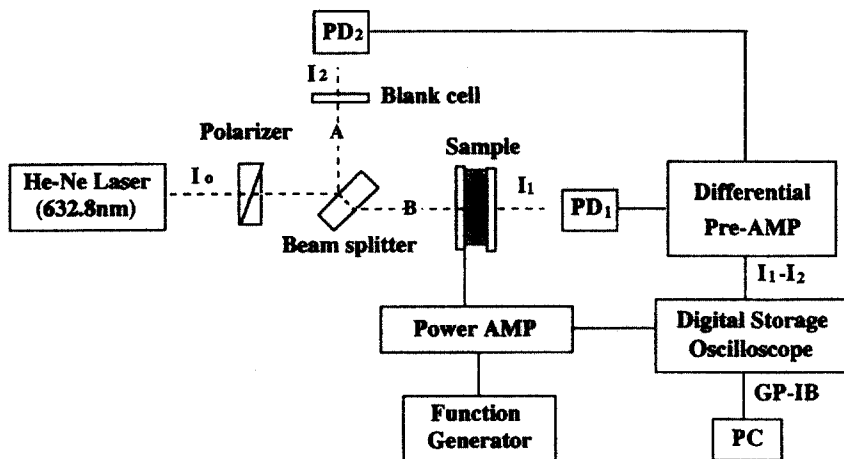 PD2
I2
Blank cell
A
Polarizer
Sample
He-Ne Laser
(632.8nm)
Io
B
I1
PD1
Differential
Pre-AMP
Beam splitter
I1-I2
Power AMP
Digital Storage
Oscilloscope
GP-IB
Function
Generator
PC